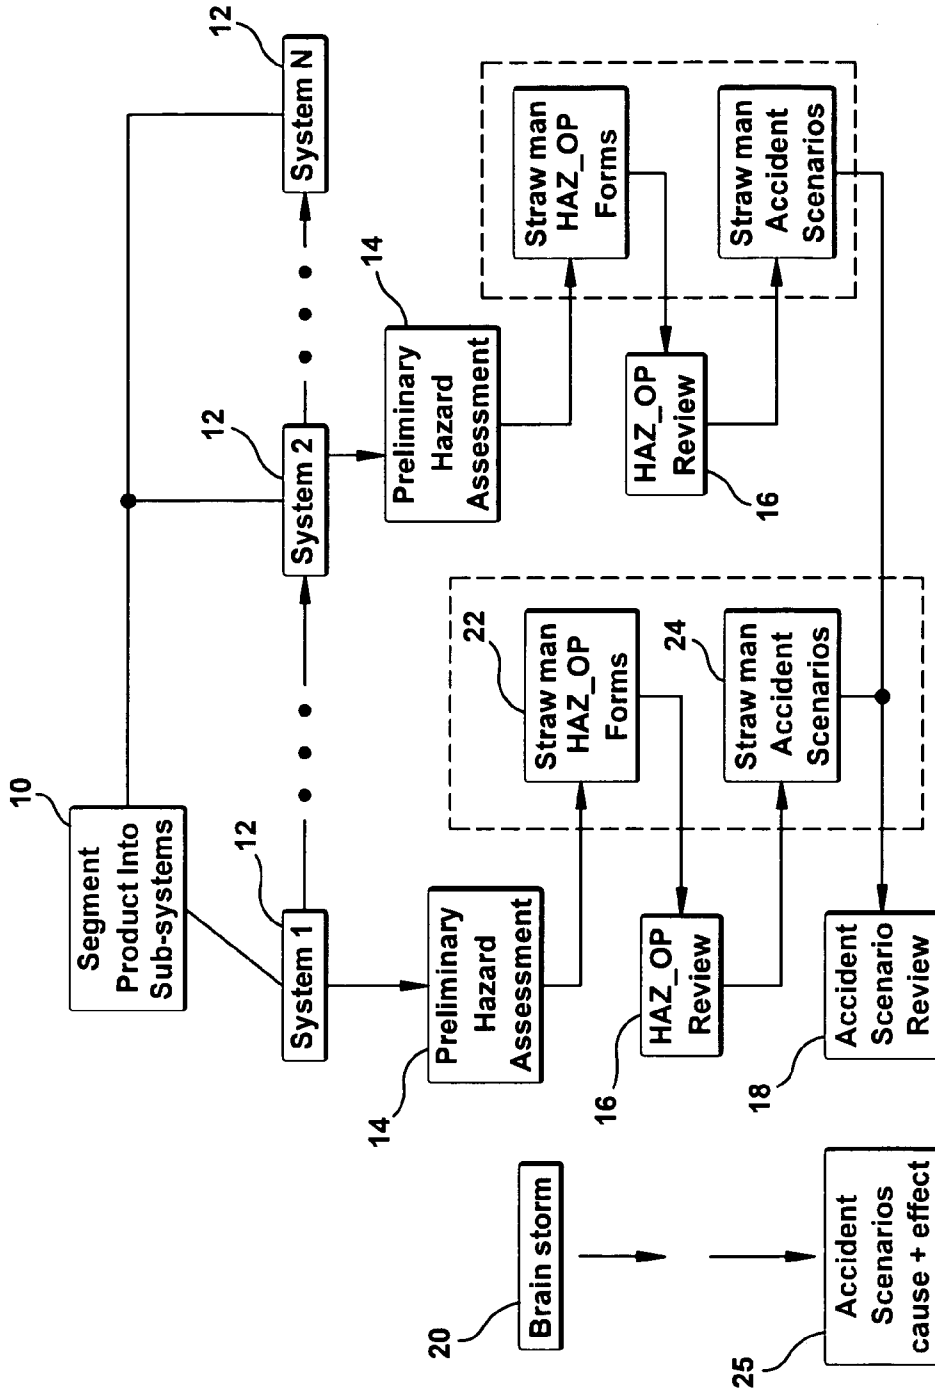 10
Segment
Product Into
Sub-systems
12
System 1
12
System 2
12
System N
14
Preliminary
Hazard
Assessment
14
Preliminary
Hazard
Assessment
20
Brain storm
22
Straw man
HAZ_OP
Forms
Straw man
HAZ_OP
Forms
16
HAZ_OP
Review
HAZ_OP
Review
16
24
Straw man
Accident
Scenarios
Straw man
Accident
Scenarios
25
Accident
Scenarios
cause + effect
18
Accident
Scenario
Review